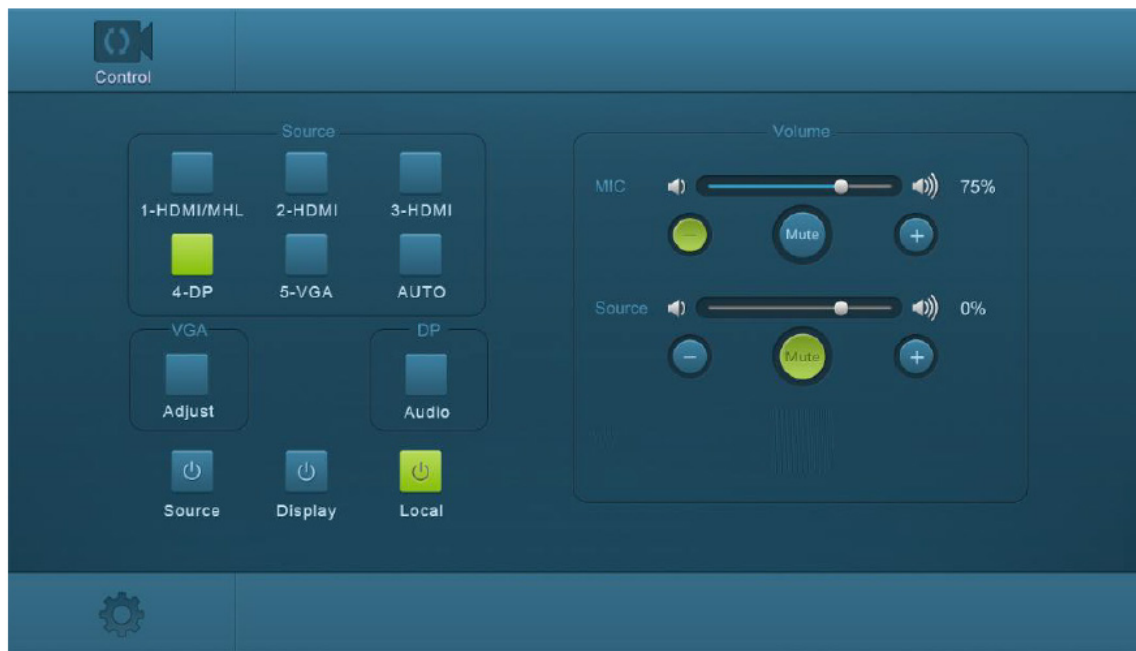 Control
Source
1-HDMI/MHL 2-HDMI 3-HDMI
4-DP 5-VGA AUTO
VGA DP
Adjust Audio
Source Display Local
Volume
MIC 75%
− Mute +
Source 0%
− Mute +